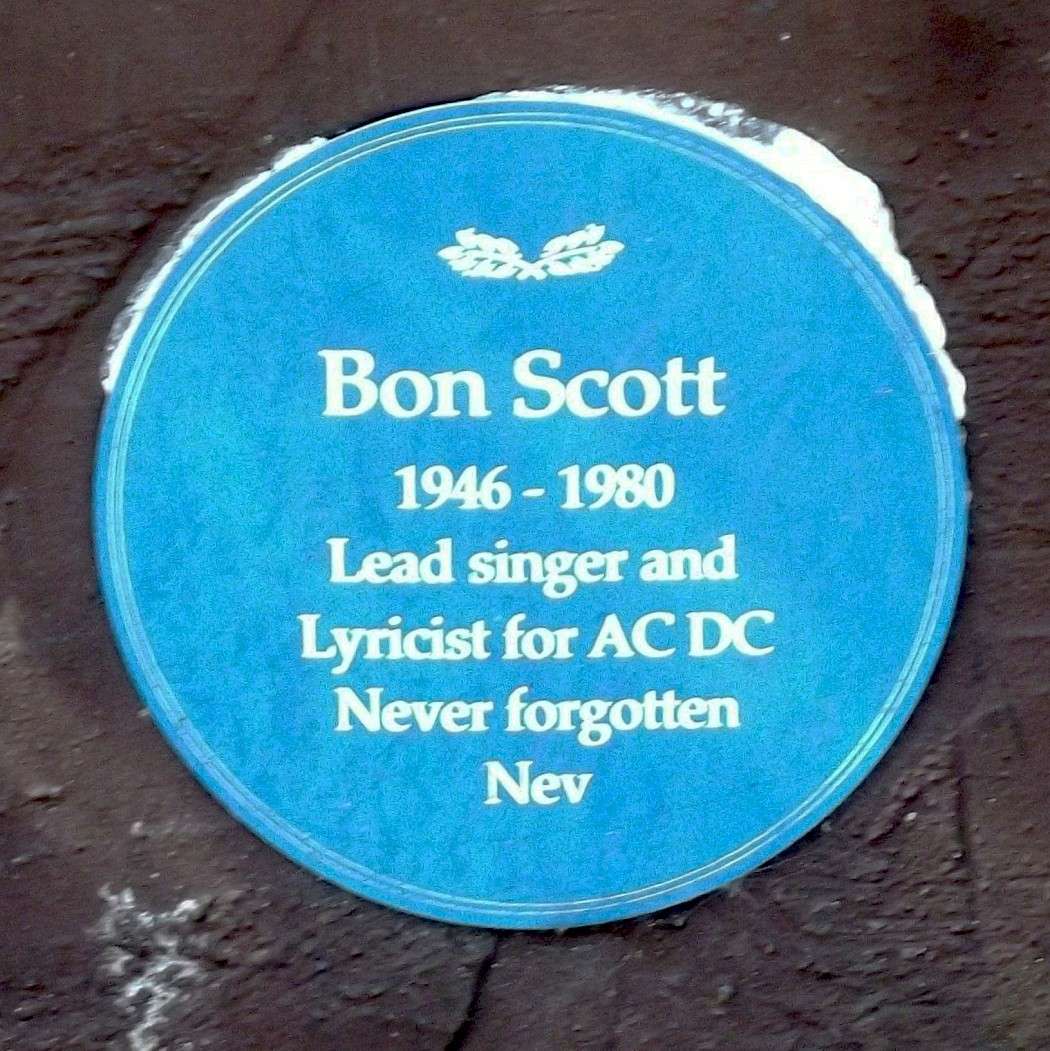 Bon Scott
1946 - 1980
Lead singer and
Lyricist for AC DC
Never forgotten
Nev